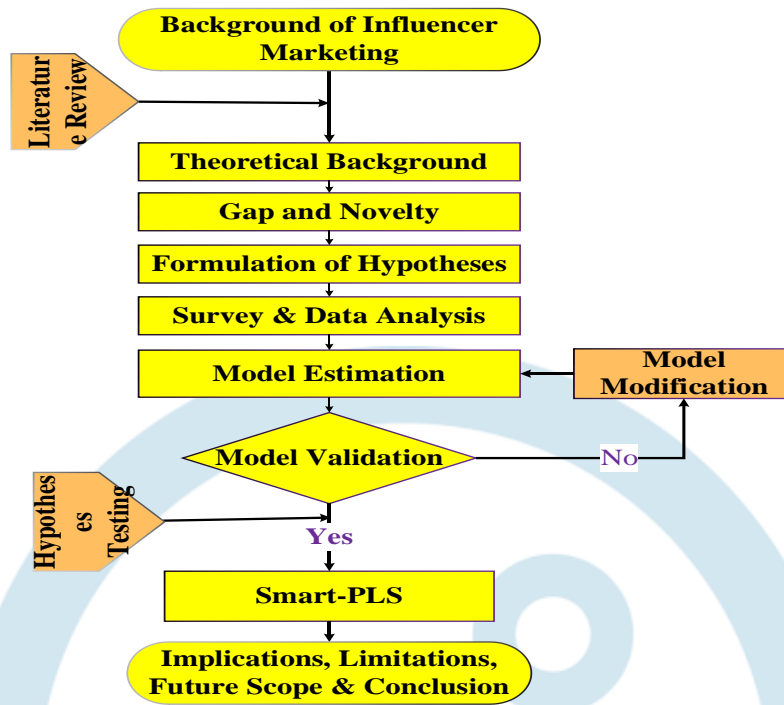 Background of Influencer
Marketing
Literatur
e Review
Theoretical Background
Gap and Novelty
Formulation of Hypotheses
Survey & Data Analysis
Model Estimation
Model
Modification
Model Validation
No
Hypothes
es
Testing
Yes
Smart-PLS
Implications, Limitations,
Future Scope & Conclusion